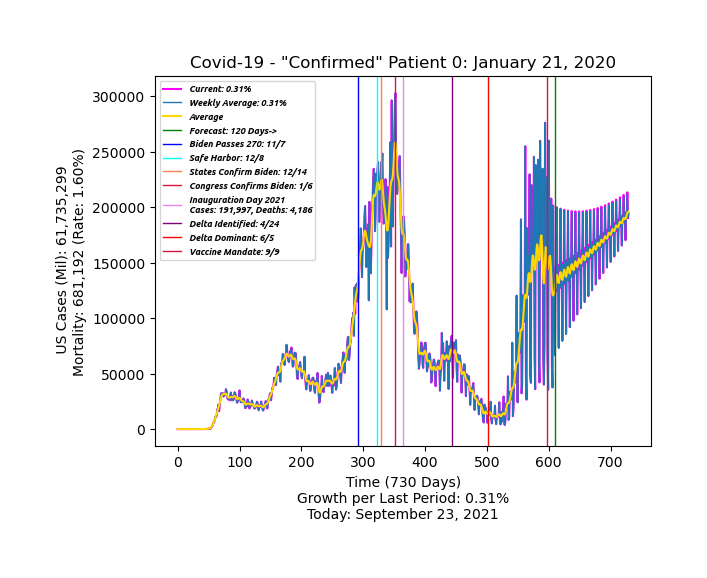 Covid-19 - "Confirmed" Patient 0: January 21, 2020
US Cases (Mil): 61,735,299
Mortality: 681,192 (Rate: 1.60%)
300000
250000
200000
150000
100000
50000
0
Current: 0.31%
Weekly Average: 0.31%
Average
Forecast: 120 Days->
Biden Passes 270: 11/7
Safe Harbor: 12/8
States Confirm Biden: 12/14
Congress Confirms Biden: 1/6
Inauguration Day 2021
Cases: 191,997, Deaths: 4,186
Delta Identified: 4/24
Delta Dominant: 6/5
Vaccine Mandate: 9/9
0 100 200 300 400 500 600 700
Time (730 Days)
Growth per Last Period: 0.31%
Today: September 23, 2021